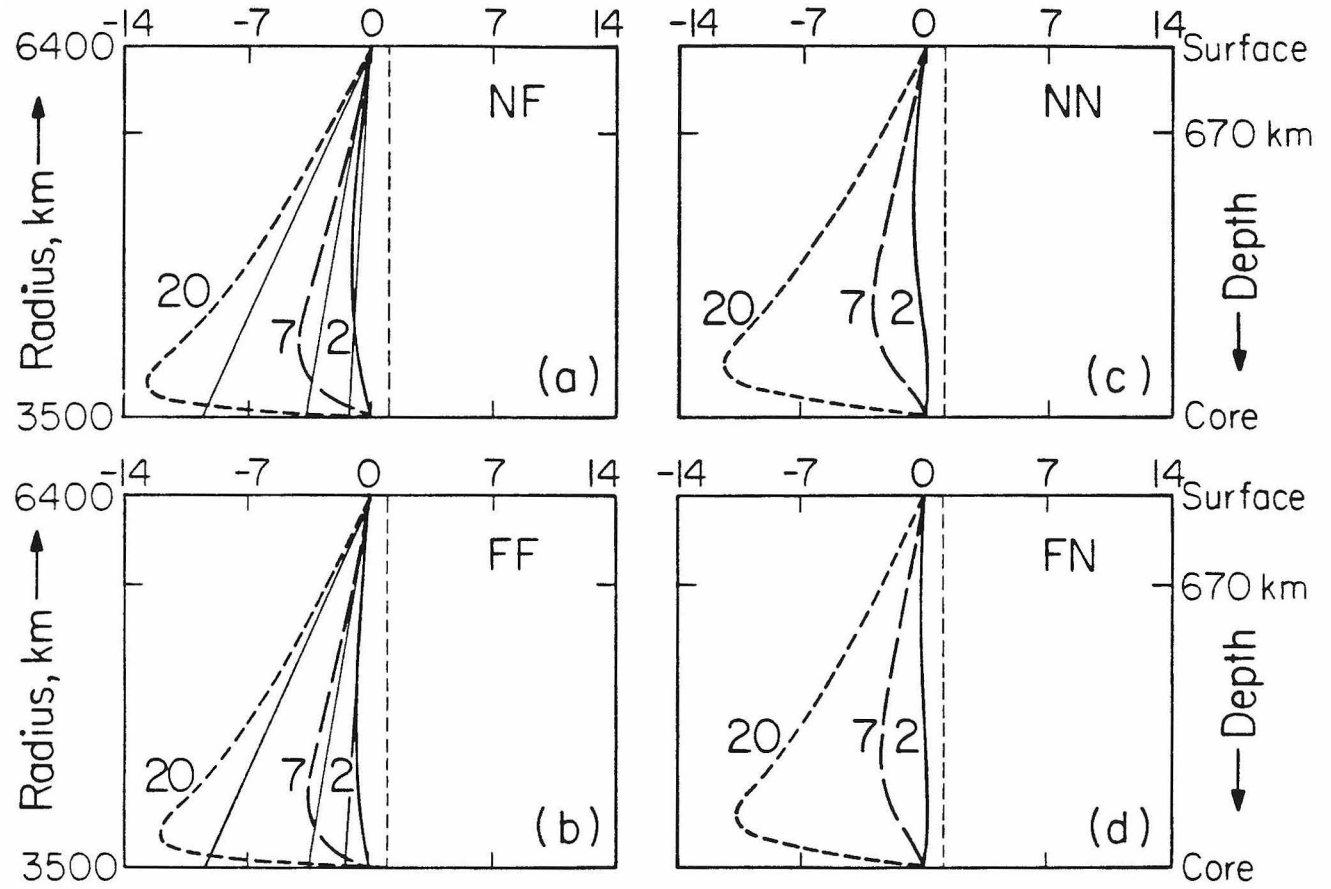 -14 -7 0 7 14 -14 -7 0 7 14
6400 Surface
NF NN
670 km
Radius, km Depth
20 7 2 20 7 2
(a) (c)
3500 Core
-14 -7 0 7 14 -14 -7 0 7 14
6400 Surface
FF FN
670 km
Radius, km Depth
20 7 2 20 7 2
(b) (d)
3500 Core